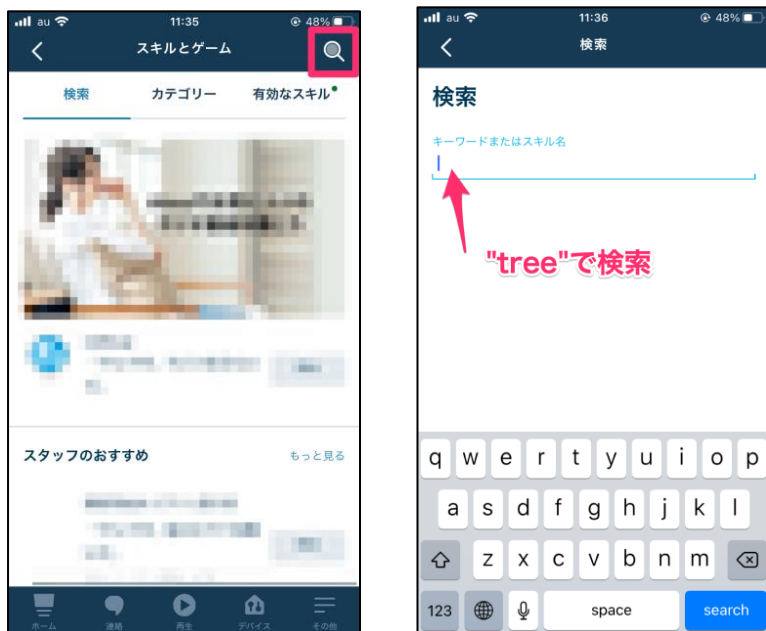 au 11:35 48%
スキルとゲーム
検索 カテゴリー 有効なスキル
スタッフのおすすめ もっと見る
ホーム 連絡 再生 デバイス その他
au 11:36 48%
検索
検索
キーワードまたはスキル名
"tree"で検索
q w e r t y u i o p
a s d f g h j k l
z x c v b n m
123 space search